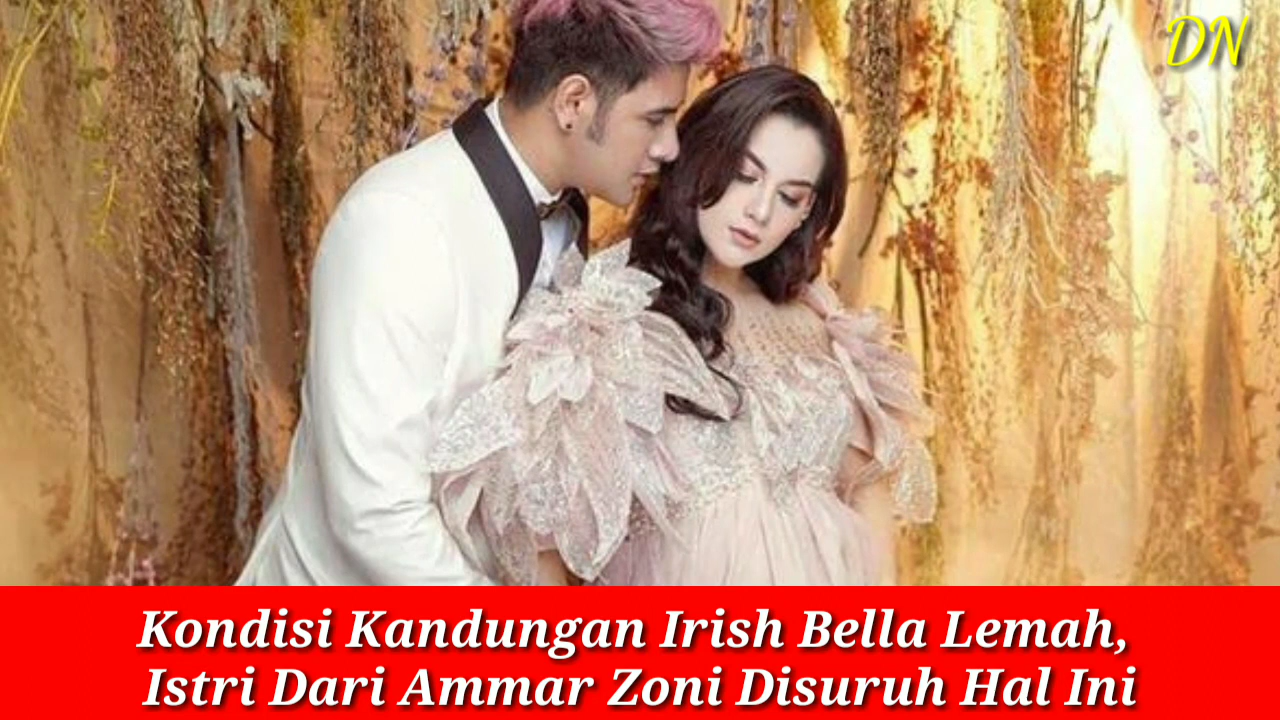 DN
Kondisi Kandungan Irish Bella Lemah,
Istri Dari Ammar Zoni Disuruh Hal Ini